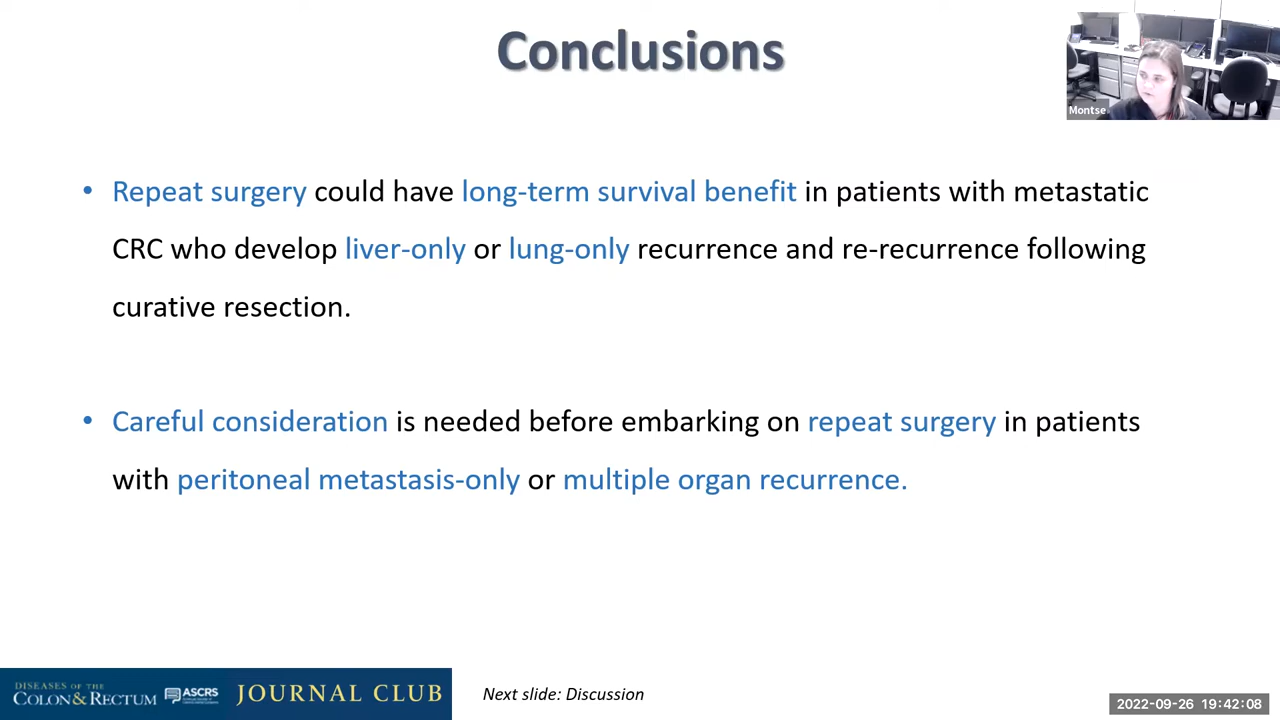 Conclusions
Montse
• Repeat surgery could have long-term survival benefit in patients with metastatic
CRC who develop liver-only or lung-only recurrence and re-recurrence following
curative resection.
• Careful consideration is needed before embarking on repeat surgery in patients
with peritoneal metastasis-only or multiple organ recurrence.
DISEASES OF THE
COLON & RECTUM
ASCRS
JOURNAL CLUB
Next slide: Discussion
2022-09-26 19:42:08